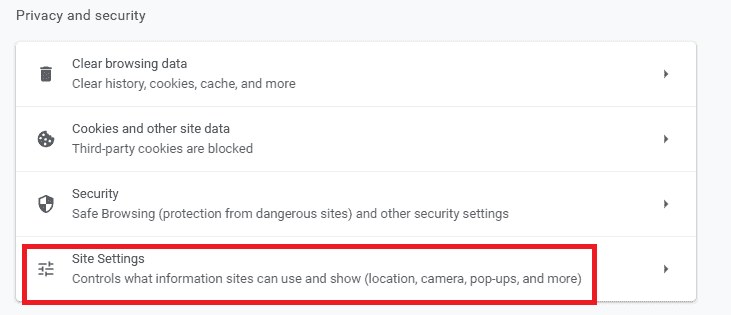 Privacy and security
Clear browsing data
Clear history, cookies, cache, and more
Cookies and other site data
Third-party cookies are blocked
Security
Safe Browsing (protection from dangerous sites) and other security settings
Site Settings
Controls what information sites can use and show (location, camera, pop-ups, and more)